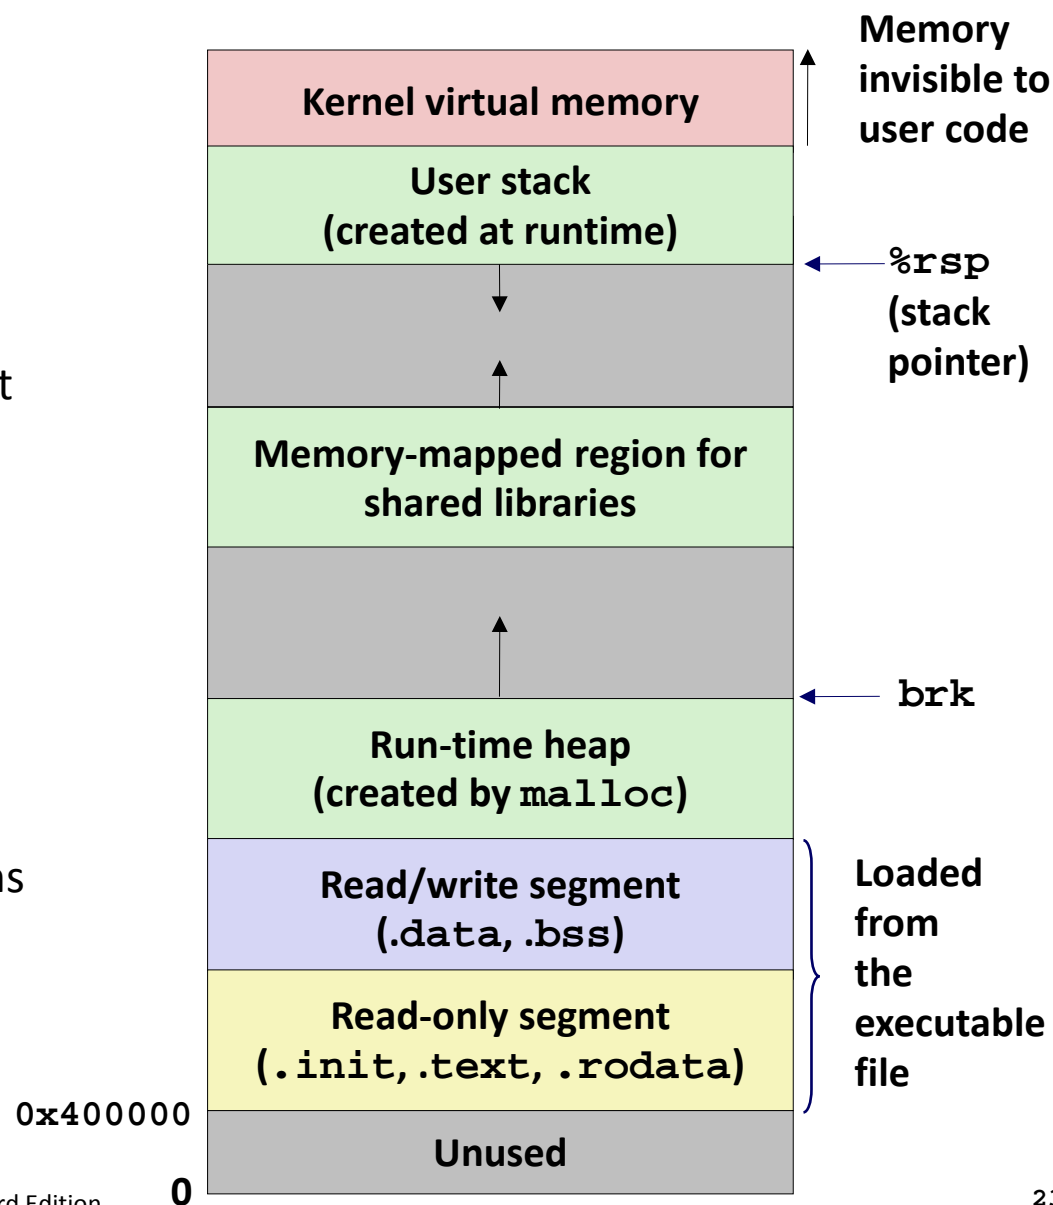 Memory
invisible to
user code
Kernel virtual memory
User stack
(created at runtime)
%rsp
(stack
pointer)
Memory-mapped region for
shared libraries
brk
Run-time heap
(created by malloc)
Read/write segment
(.data, .bss)
Loaded
from
the
executable
file
Read-only segment
(.init, .text, .rodata)
0x400000
Unused
0
Edition